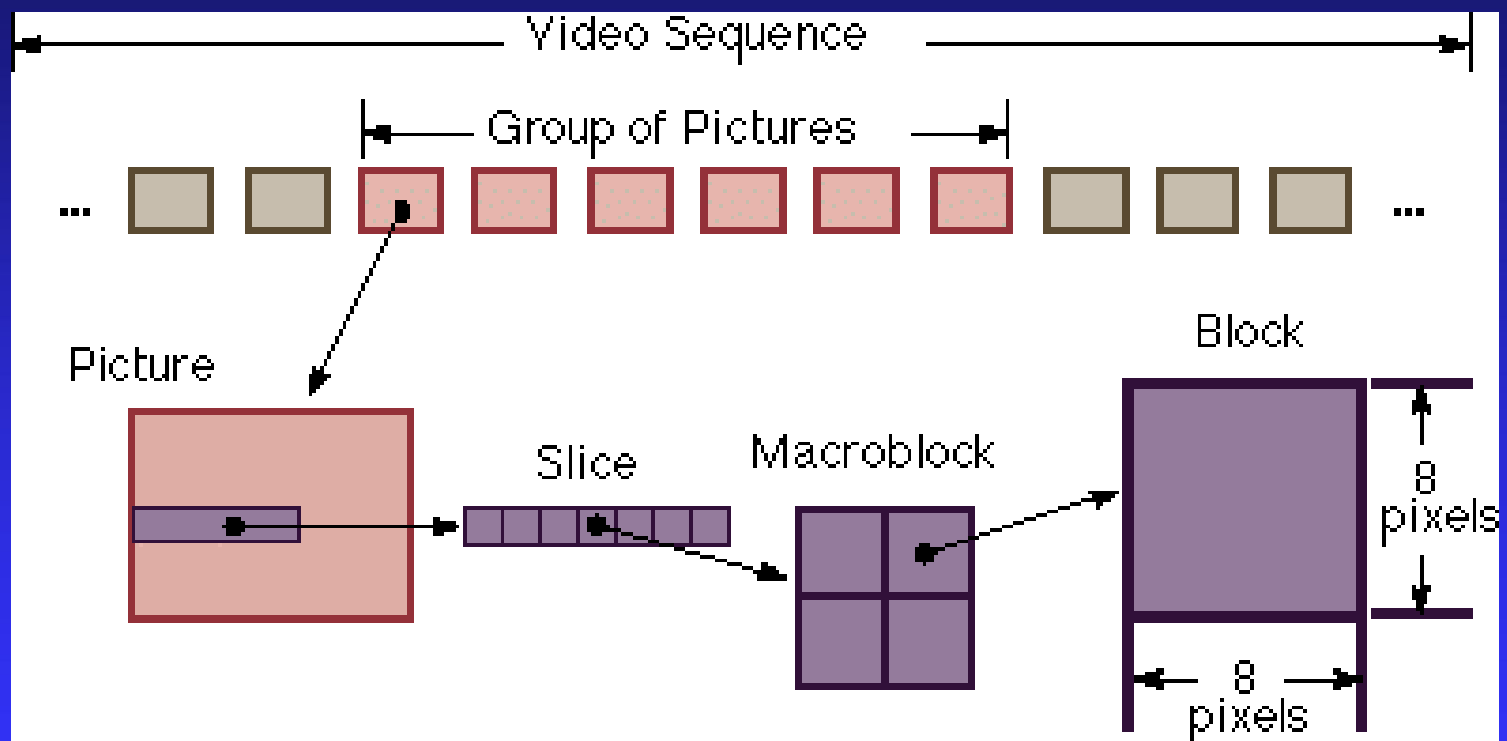 Video Sequence
Group of Pictures
...
...
Picture
Slice
Macroblock
Block
8
pixels
8
pixels